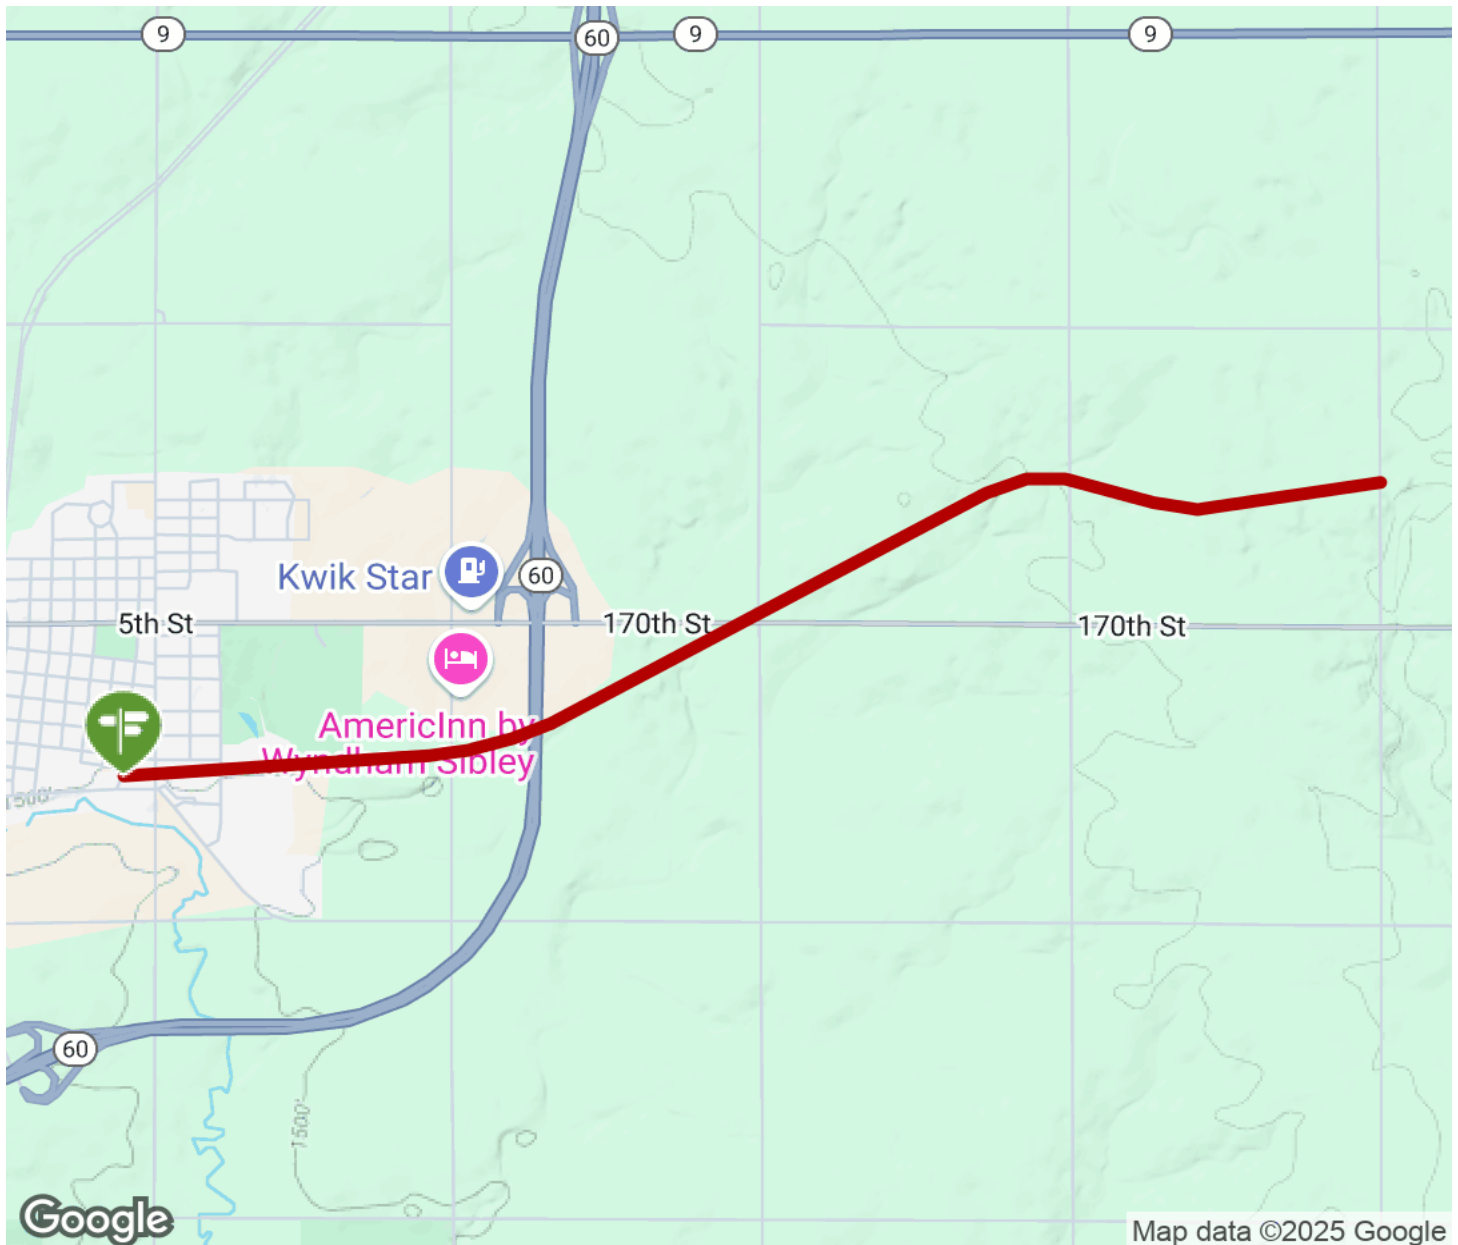 9
60
9
9
Kwik Star
60
5th St
170th St
170th St
AmericInn by
Wyndham Sibley
1500'
60
1500'
Google
Map data ©2025 Google